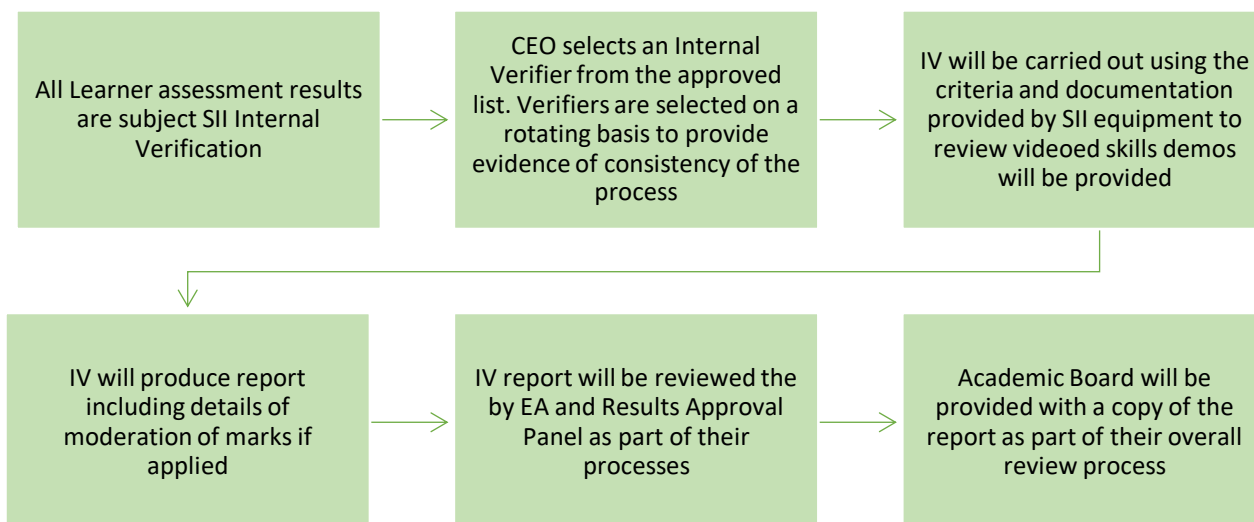 All Learner assessment results
are subject SII Internal
Verification
CEO selects an Internal
Verifier from the approved
list. Verifiers are selected on a
rotating basis to provide
evidence of consistency of the
process
IV will be carried out using the
criteria and documentation
provided by SII equipment to
review videoed skills demos
will be provided
IV will produce report
including details of
moderation of marks if
applied
IV report will be reviewed the
by EA and Results Approval
Panel as part of their
processes
Academic Board will be
provided with a copy of the
report as part of their overall
review process